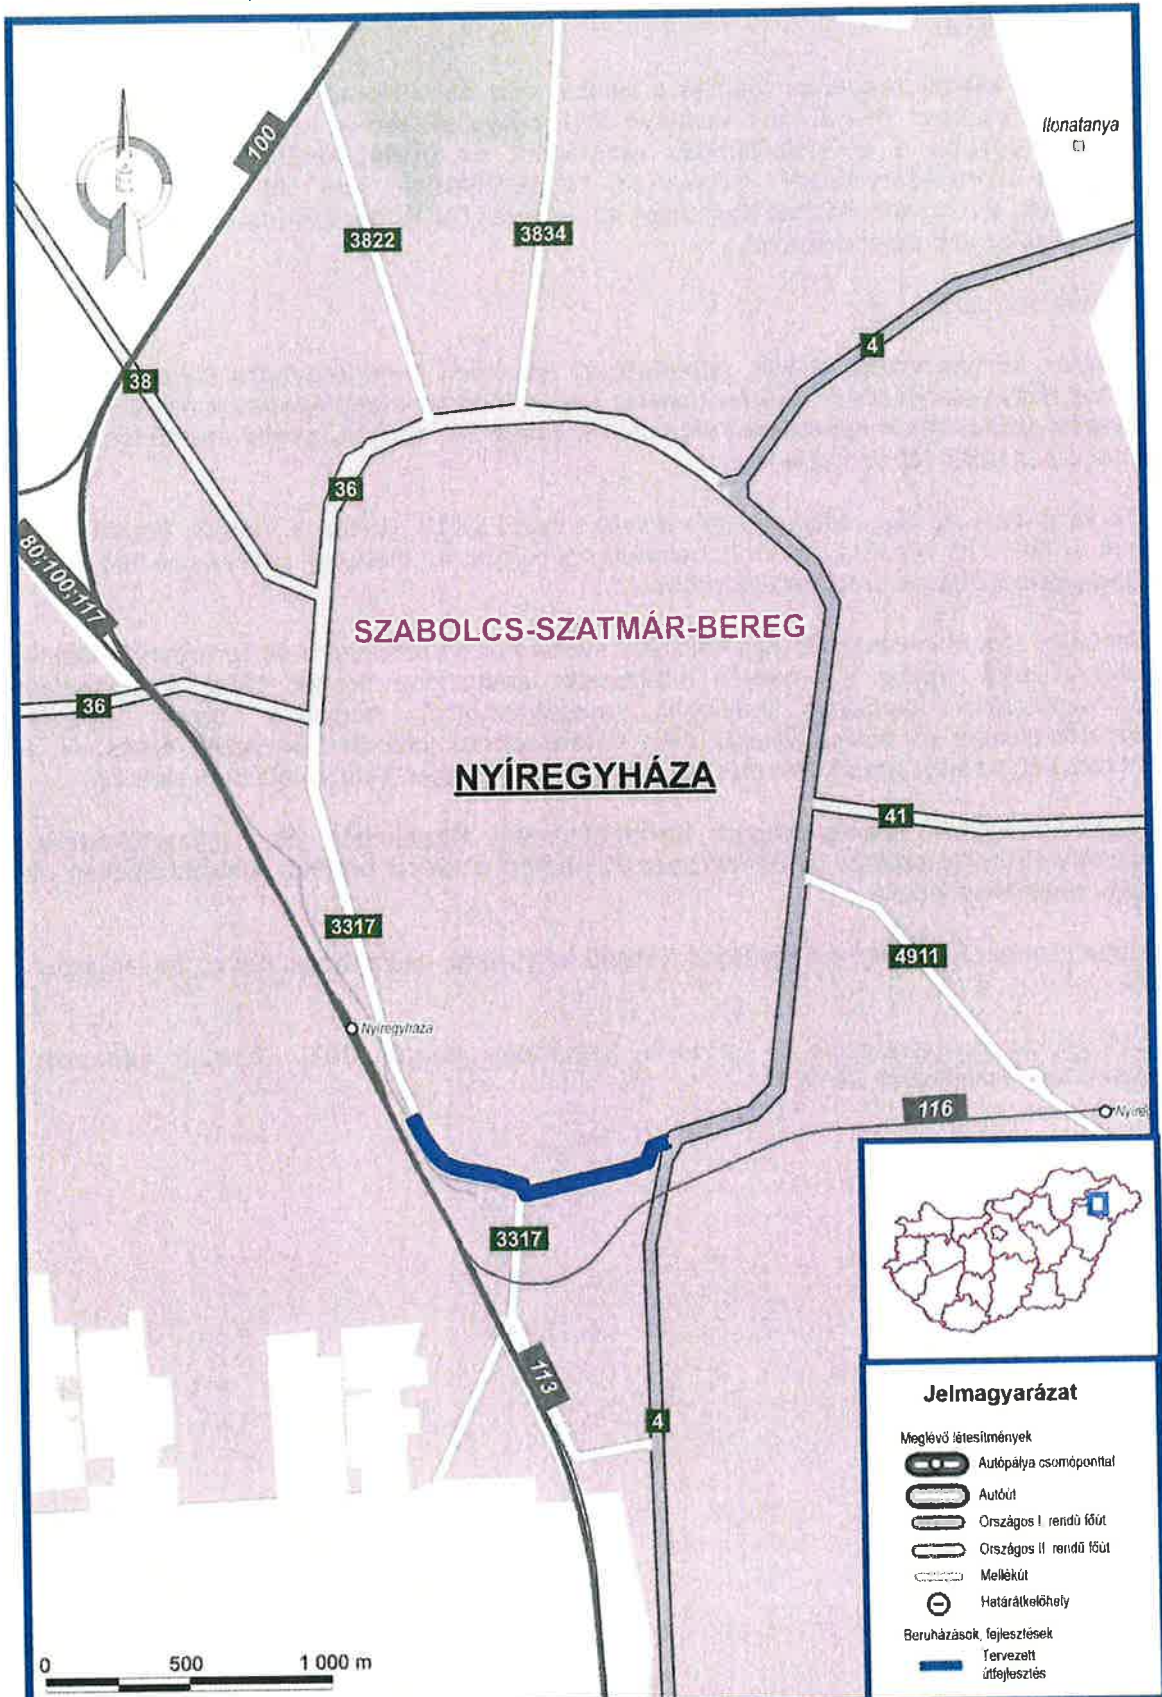 Ilonatanya
100
3822
3834
4
38
36
80;100;117
SZABOLCS-SZATMÁR-BEREG
36
NYÍREGYHÁZA
41
3317
4911
Nyíregyháza
116
Nyíreg
3317
113
4
Jelmagyarázat
Meglévő létesítmények
Autópálya csomóponttal
Autóút
Országos I. rendű főút
Országos II. rendű főút
Mellékút
Határátkelőhely
Beruházások, fejlesztések
Tervezett
útfejlesztés
0 500 1 000 m